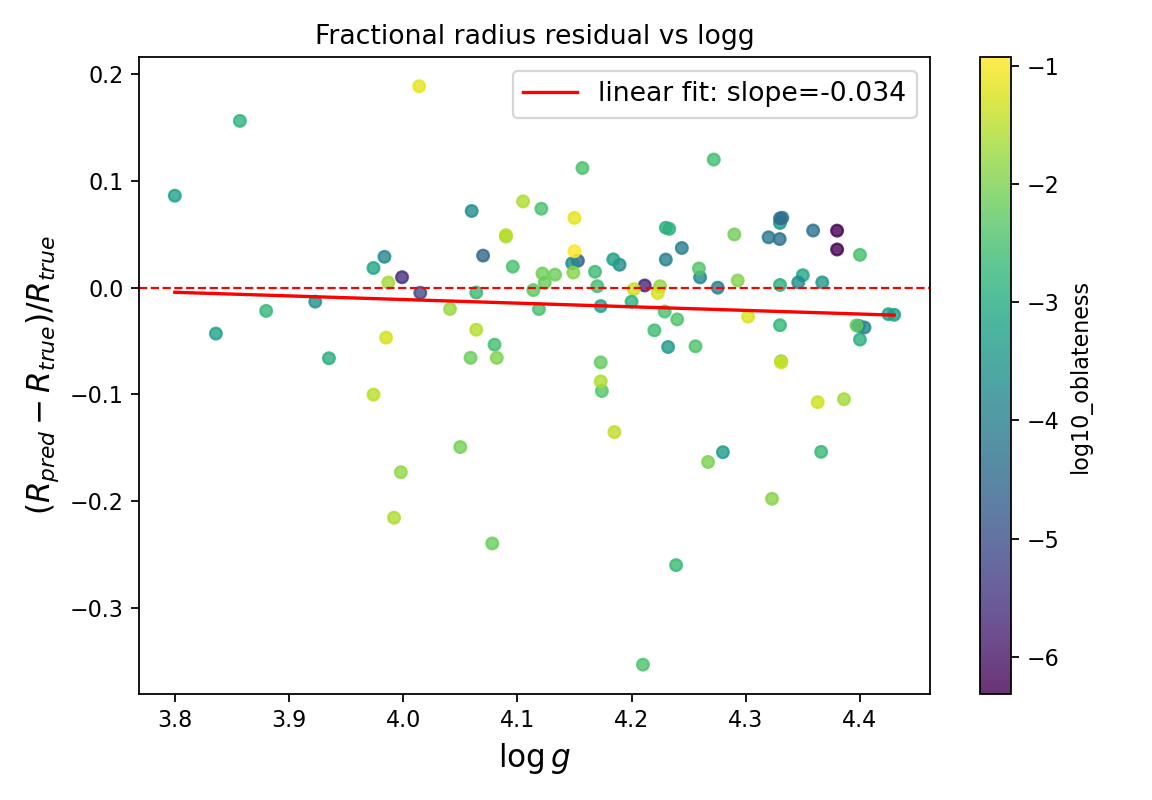 Fractional radius residual vs logg
linear fit: slope=-0.034
0.2
0.1
0.0
−0.1
−0.2
−0.3
(R_pred − R_true)/R_true
3.8 3.9 4.0 4.1 4.2 4.3 4.4
log g
−1
−2
−3
−4
−5
−6
log10_oblateness